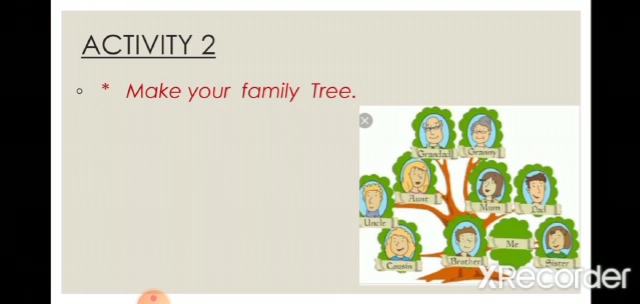 ACTIVITY 2
* Make your family Tree.
Grandad Granny
Aunt Mum Dad
Uncle
Cousin Brother Me Sister
XRecorder